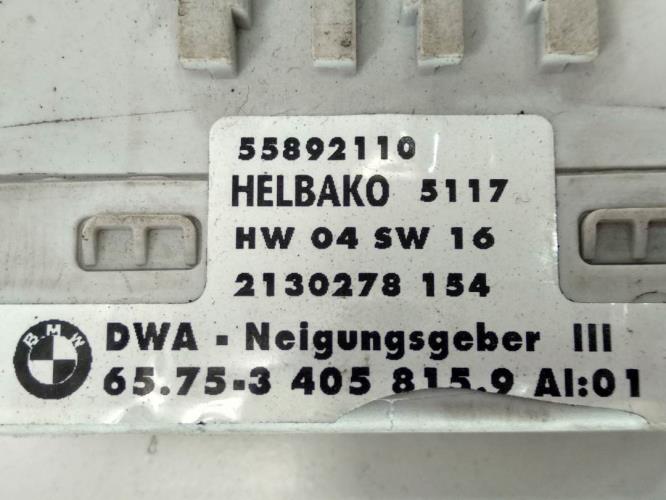 55892110
HELBAKO 5117
HW 04 SW 16
2130278 154
BMW DWA - Neigungsgeber III
65.75-3 405 815.9 AI:01